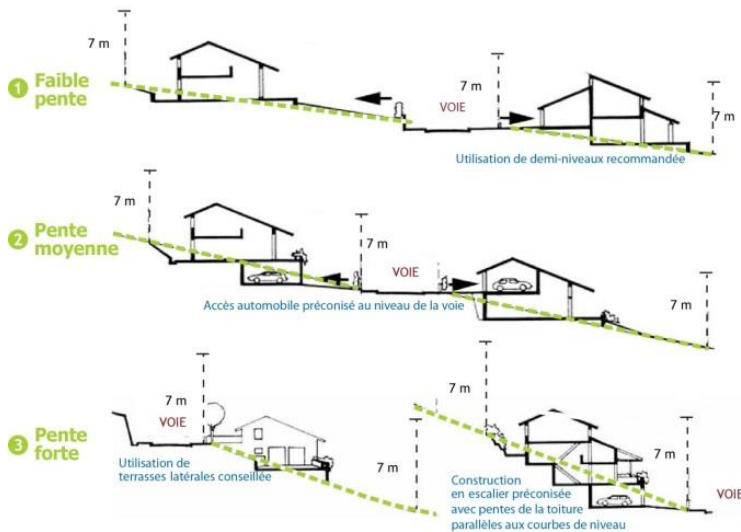 7 m
1 Faible
pente
7 m
VOIE
7 m
Utilisation de demi-niveaux recommandée
7 m
2 Pente
moyenne
7 m
VOIE
7 m
Accès automobile préconisé au niveau de la voie
3 Pente
forte
7 m
VOIE
7 m
Utilisation de
terrasses latérales conseillée
7 m
7 m
VOIE
Construction
en escalier préconisée
avec pentes de la toiture
parallèles aux courbes de niveau